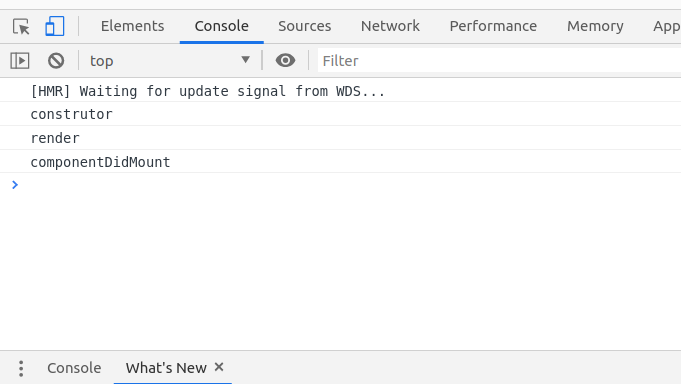 Elements Console Sources Network Performance Memory App
top Filter
[HMR] Waiting for update signal from WDS...
construtor
render
componentDidMount
Console What's New